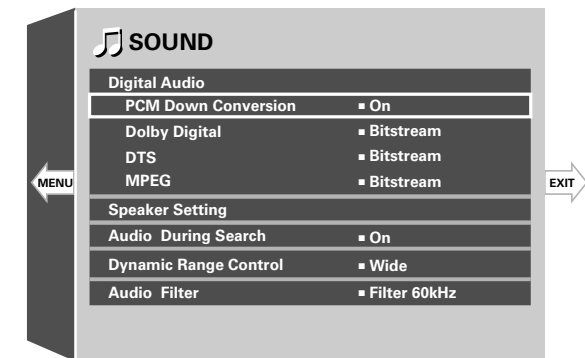 SOUND
Digital Audio
PCM Down Conversion ▪ On
Dolby Digital ▪ Bitstream
DTS ▪ Bitstream
MPEG ▪ Bitstream
MENU
EXIT
Speaker Setting
Audio During Search ▪ On
Dynamic Range Control ▪ Wide
Audio Filter ▪ Filter 60kHz